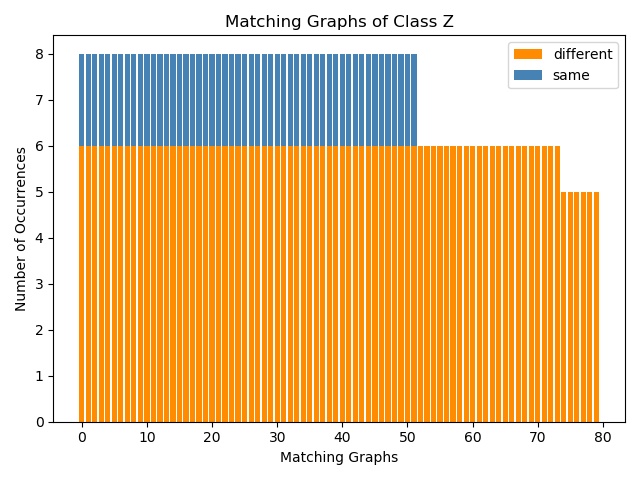 Matching Graphs of Class Z
different
same
Number of Occurrences
8
7
6
5
4
3
2
1
0
0 10 20 30 40 50 60 70 80
Matching Graphs